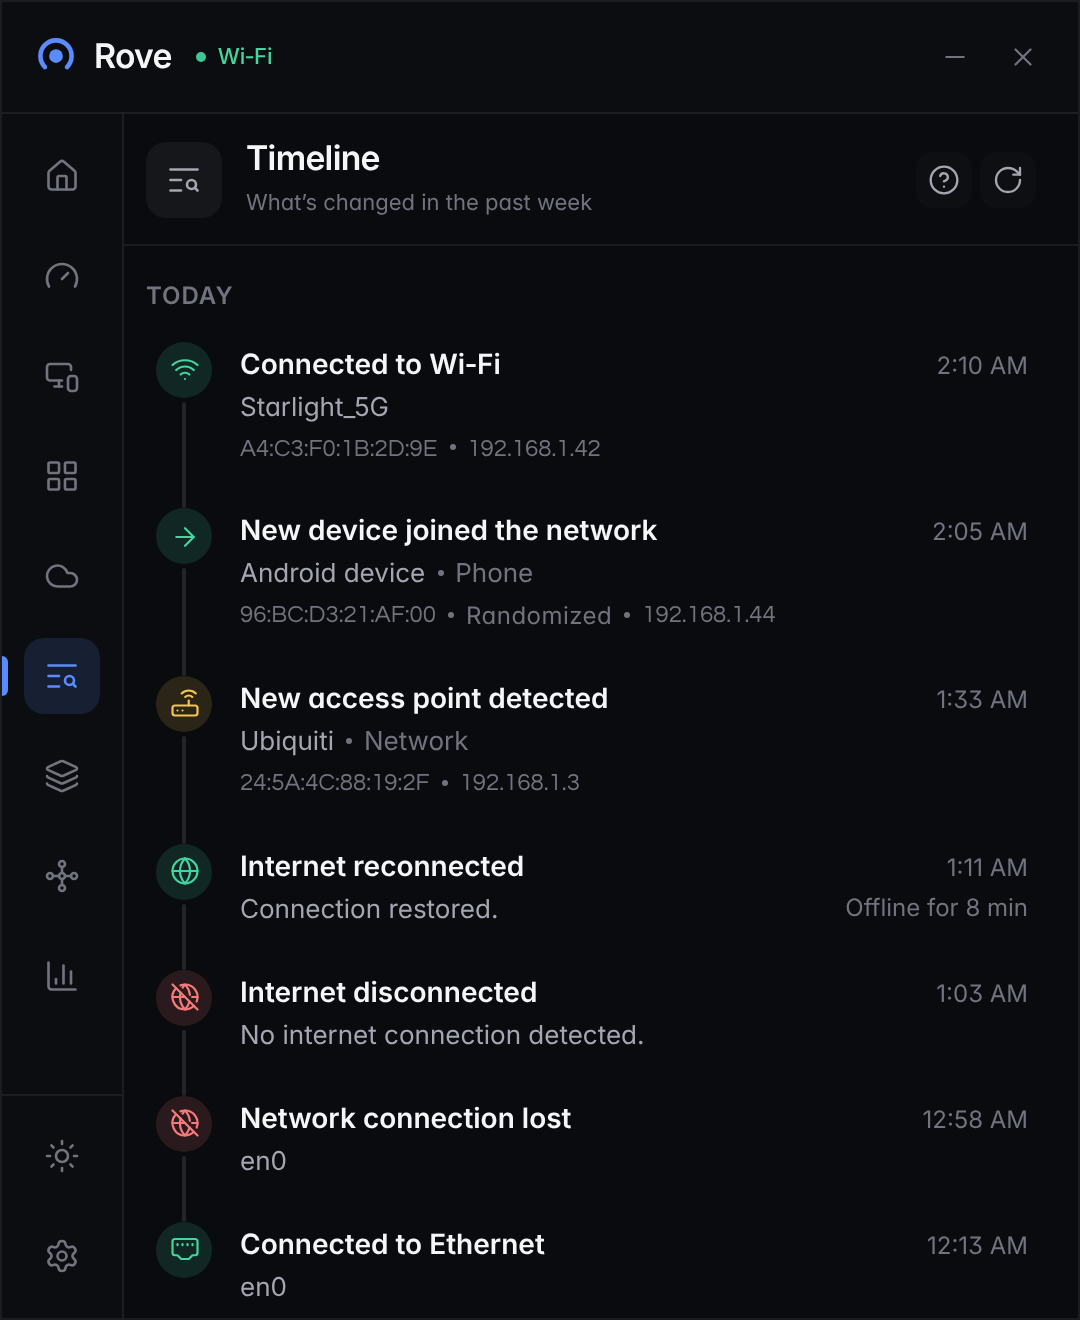 Rove • Wi-Fi
Timeline
What’s changed in the past week
TODAY
Connected to Wi-Fi 2:10 AM
Starlight_5G
A4:C3:F0:1B:2D:9E • 192.168.1.42
New device joined the network 2:05 AM
Android device • Phone
96:BC:D3:21:AF:00 • Randomized • 192.168.1.44
New access point detected 1:33 AM
Ubiquiti • Network
24:5A:4C:88:19:2F • 192.168.1.3
Internet reconnected 1:11 AM
Connection restored. Offline for 8 min
Internet disconnected 1:03 AM
No internet connection detected.
Network connection lost 12:58 AM
en0
Connected to Ethernet 12:13 AM
en0